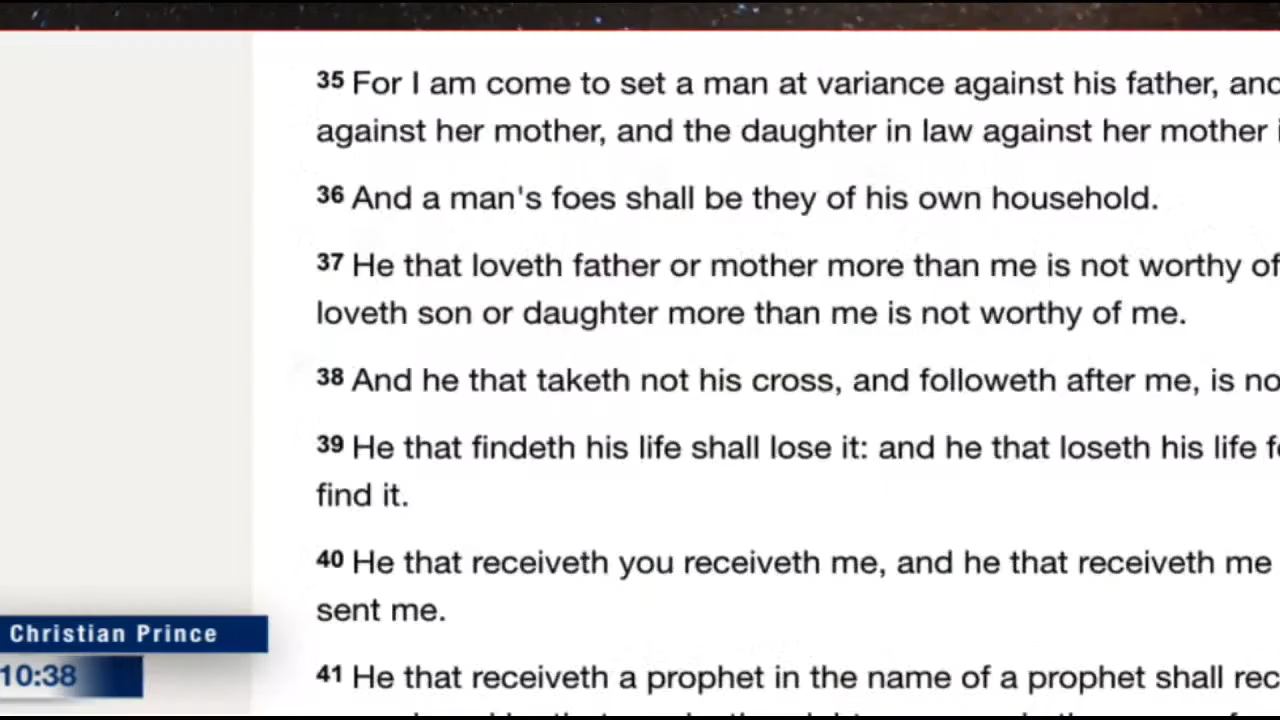 35 For I am come to set a man at variance against his father, and
against her mother, and the daughter in law against her mother
36 And a man's foes shall be they of his own household.
37 He that loveth father or mother more than me is not worthy of
loveth son or daughter more than me is not worthy of me.
38 And he that taketh not his cross, and followeth after me, is no
39 He that findeth his life shall lose it: and he that loseth his life
find it.
40 He that receiveth you receiveth me, and he that receiveth me
sent me.
41 He that receiveth a prophet in the name of a prophet shall rec
Christian Prince
10:38